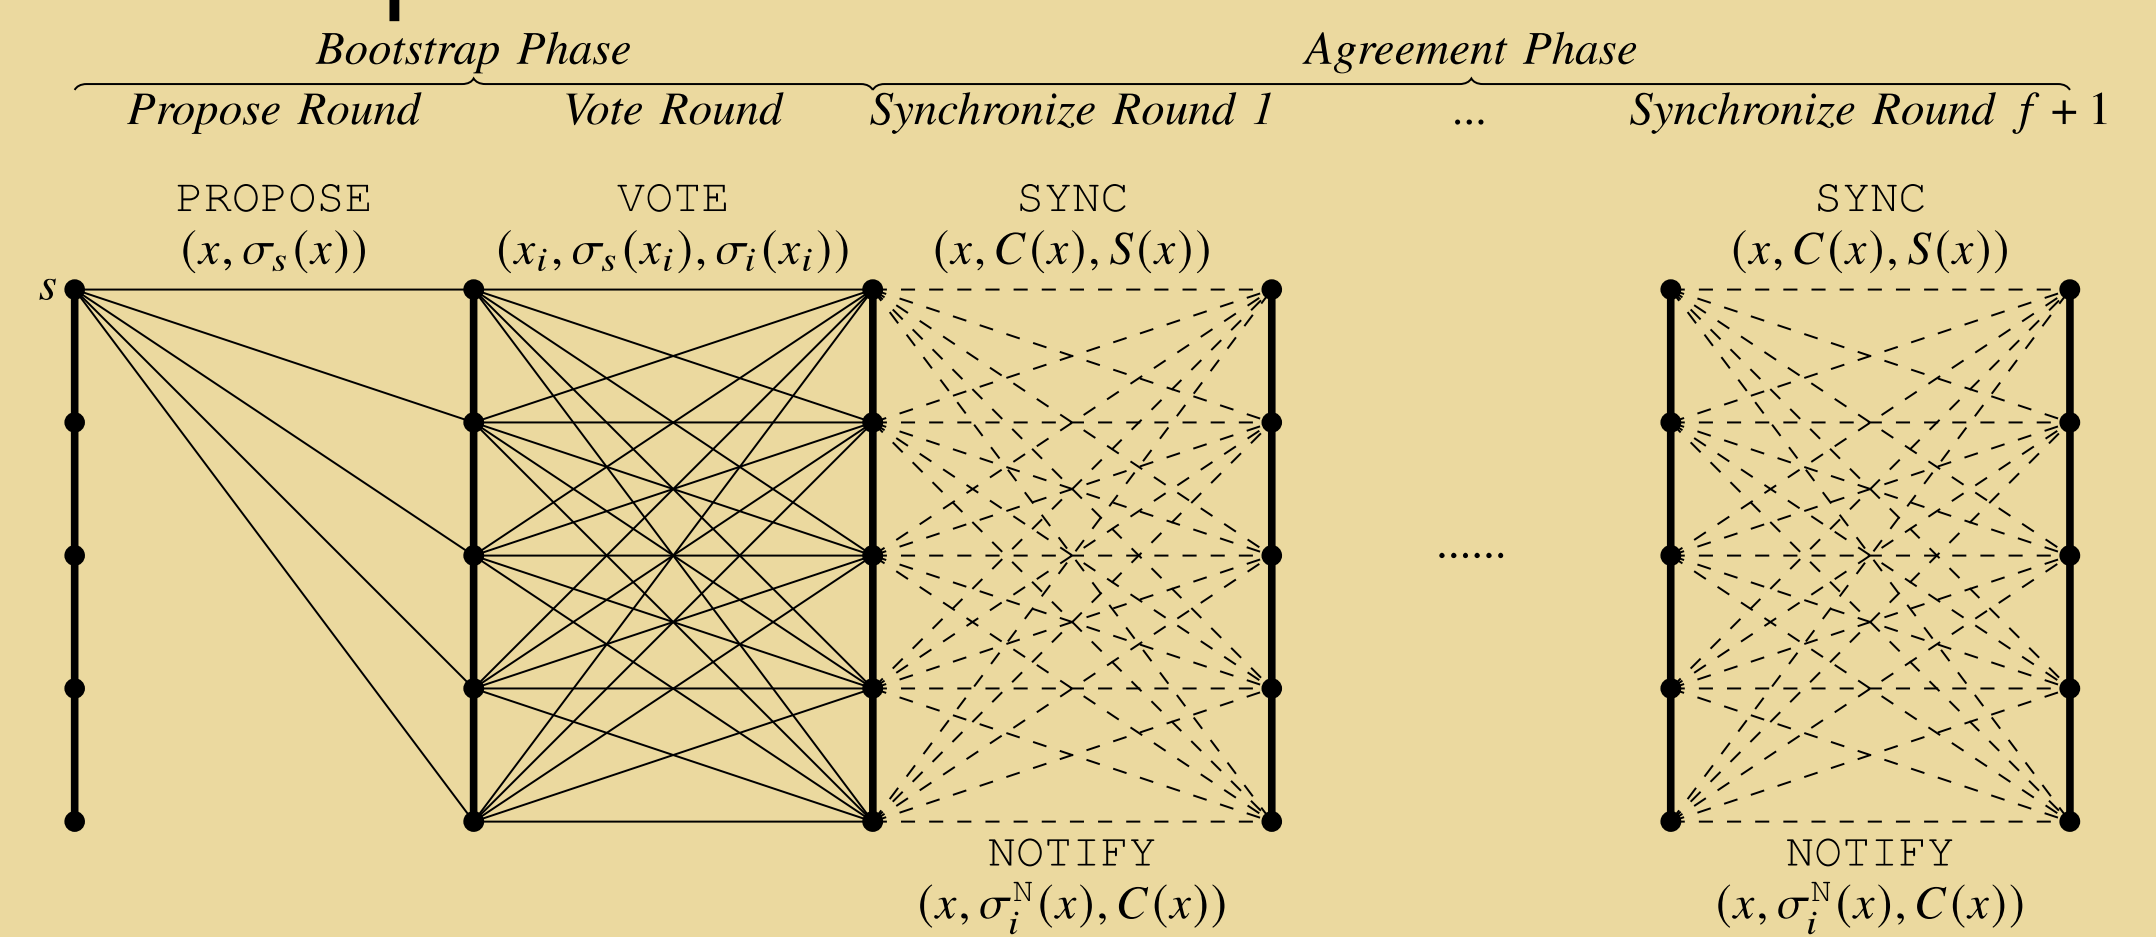 Bootstrap Phase Agreement Phase
Propose Round Vote Round Synchronize Round 1 ... Synchronize Round f + 1
PROPOSE VOTE SYNC SYNC
(x, σₛ(x)) (xᵢ, σₛ(xᵢ), σᵢ(xᵢ)) (x, C(x), S(x)) (x, C(x), S(x))
s
......
NOTIFY NOTIFY
(x, σᵢᴺ(x), C(x)) (x, σᵢᴺ(x), C(x))